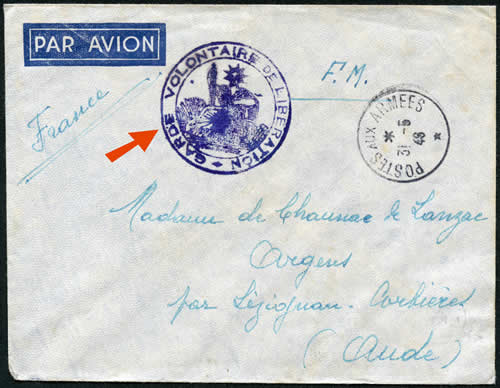 PAR AVION
GARDE VOLONTAIRE DE LIBERATION
F.M.
France
POSTES AUX ARMEES
31-5
48
Madame de Chaunac de Lanzac
Argens
par Lézignan-Corbières
(Aude)